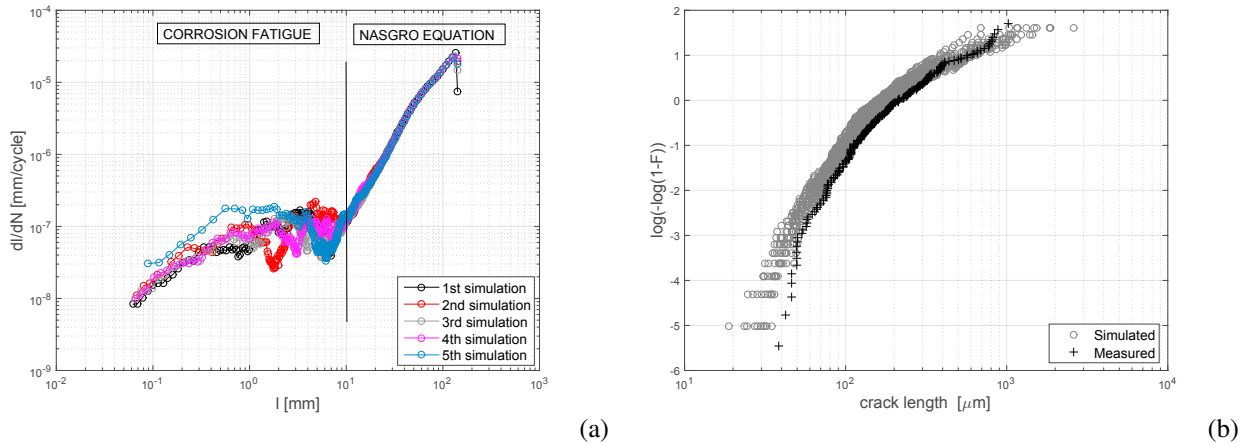 CORROSION FATIGUE
NASGRO EQUATION
10^-4
10^-5
10^-6
10^-7
10^-8
10^-9
dl/dN [mm/cycle]
10^-2
10^-1
10^0
10^1
10^2
10^3
l [mm]
1st simulation
2nd simulation
3rd simulation
4th simulation
5th simulation
(a)
2
1
0
-1
-2
-3
-4
-5
-6
log(-log(1-F))
10^1
10^2
10^3
10^4
crack length [μm]
Simulated
Measured
(b)